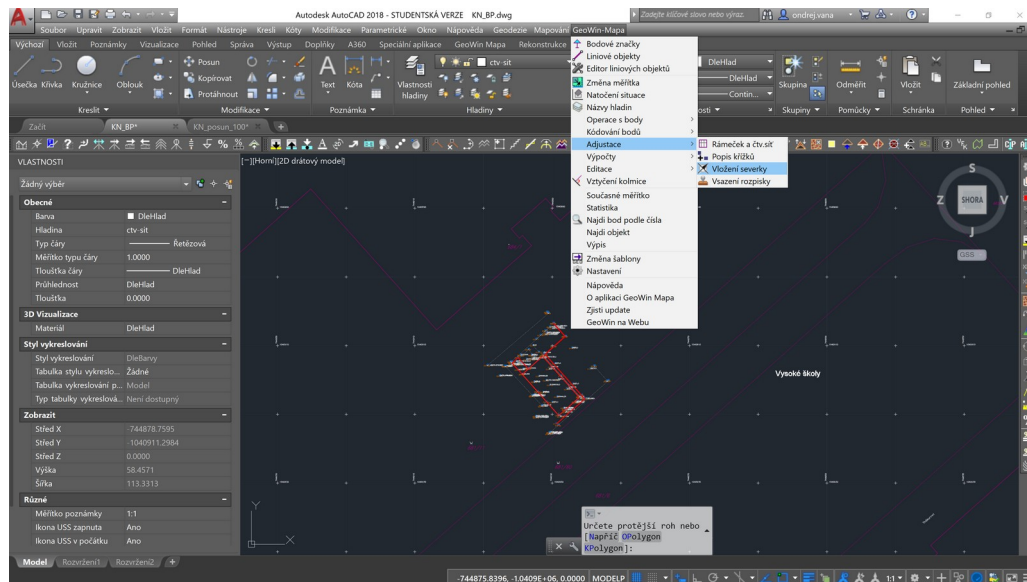 Autodesk AutoCAD 2018 - STUDENTSKÁ VERZE KN_BP.dwg
Zadejte klíčové slovo nebo výraz.
ondrej.vana
Soubor Upravit Zobrazit Vložit Formát Nástroje Kresli Kóty Modifikace Parametrické Okno Nápověda Geodezie Mapování GeoWin-Mapa
Výchozí Vložit Poznámky Vizualizace Pohled Správa Výstup Doplňky A360 Speciální aplikace GeoWin Mapa Rekonstrukce
Úsečka Křivka Kružnice Oblouk
Posun
Kopírovat
Protáhnout
Text Kóta
Vlastnosti hladiny
ctv-sit
DleHlad
DleHlad
Contin...
Skupina
Odměřit
Vložit
Základní pohled
Kreslit
Modifikace
Poznámka
Hladiny
Skupiny
Pomůcky
Schránka
Pohled
Začít
KN_BP*
KN_posun_100*
Bodové značky
Liniové objekty
Editor liniových objektů
Změna měřítka
Natočení situace
Názvy hladin
Operace s body
Kódování bodů
Adjustace
Výpočty
Editace
Vztyčení kolmice
Současné měřítko
Statistika
Najdi bod podle čísla
Najdi objekt
Výpis
Změna šablony
Nastavení
Nápověda
O aplikaci GeoWin Mapa
Zjisti update
GeoWin na Webu
Rámeček a čtv.síť
Popis křížků
Vložení severky
Vsazení rozpisky
VLASTNOSTI
[−][Horní][2D drátový model]
Žádný výběr
Obecné
Barva DleHlad
Hladina ctv-sit
Typ čáry Řetězová
Měřítko typu čáry 1.0000
Tloušťka čáry DleHlad
Průhlednost DleHlad
Tloušťka 0.0000
3D Vizualizace
Materiál DleHlad
Styl vykreslování
Styl vykreslování DleBarvy
Tabulka stylu vykreslo... Žádné
Tabulka vykreslování p... Model
Typ tabulky vykreslová... Není dostupný
Zobrazit
Střed X -744878.7595
Střed Y -1040911.2984
Střed Z 0.0000
Výška 58.4571
Šířka 113.3313
Různé
Měřítko poznámky 1:1
Ikona USS zapnuta Ano
Ikona USS v počátku Ano
S
Z SHORA V
J
GSS
Vysoké školy
Y
X
Určete protější roh nebo
[Napříč OPolygon
KPolygon]:
Model Rozvržení1 Rozvržení2 +
-744875.8396, -1.0409E+06, 0.0000 MODELP
1:1